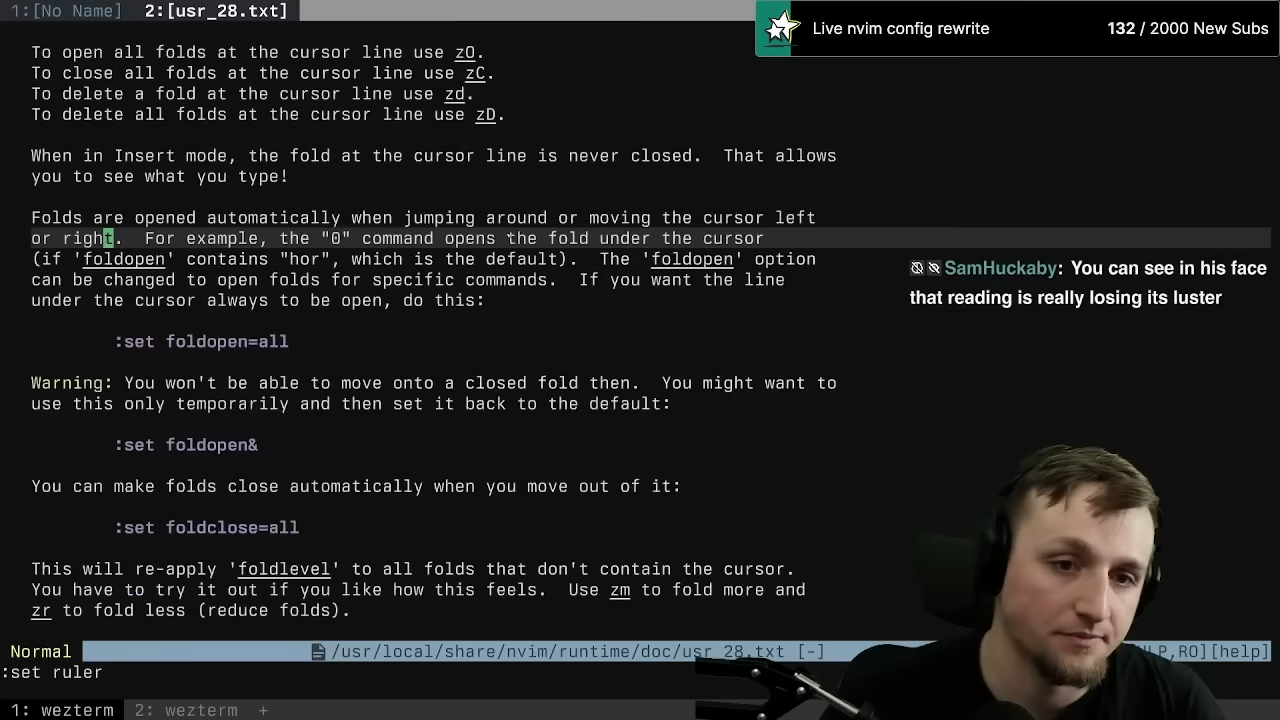 1:[No Name]  2:[usr_28.txt]
Live nvim config rewrite
132 / 2000 New Subs
To open all folds at the cursor line use zO.
To close all folds at the cursor line use zC.
To delete a fold at the cursor line use zd.
To delete all folds at the cursor line use zD.
When in Insert mode, the fold at the cursor line is never closed.  That allows
you to see what you type!
Folds are opened automatically when jumping around or moving the cursor left
or right.  For example, the "0" command opens the fold under the cursor
(if 'foldopen' contains "hor", which is the default).  The 'foldopen' option
can be changed to open folds for specific commands.  If you want the line
under the cursor always to be open, do this:
SamHuckaby: You can see in his face
that reading is really losing its luster
:set foldopen=all
Warning: You won't be able to move onto a closed fold then.  You might want to
use this only temporarily and then set it back to the default:
:set foldopen&
You can make folds close automatically when you move out of it:
:set foldclose=all
This will re-apply 'foldlevel' to all folds that don't contain the cursor.
You have to try it out if you like how this feels.  Use zm to fold more and
zr to fold less (reduce folds).
Normal /usr/local/share/nvim/runtime/doc/usr_28.txt [-] LP,RO][help]
:set ruler
1: wezterm  2: wezterm  +